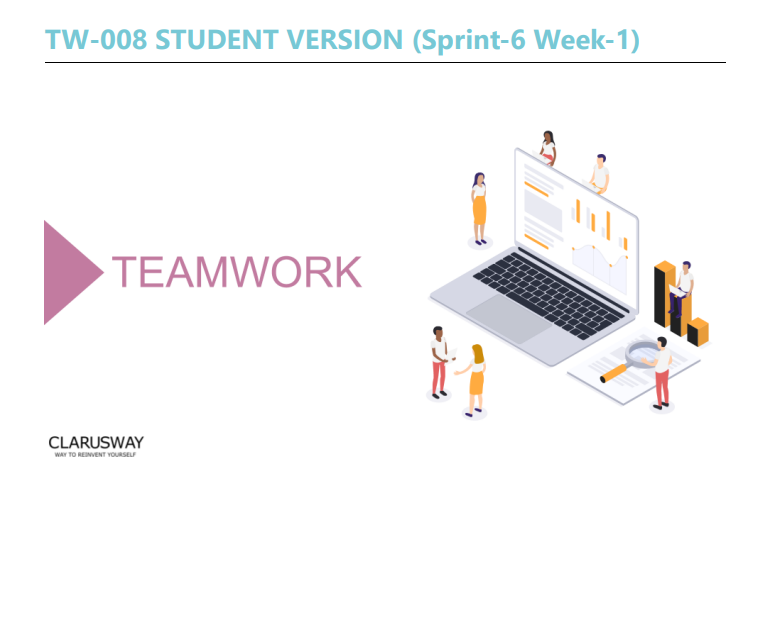 TW-008 STUDENT VERSION (Sprint-6 Week-1)
TEAMWORK
CLARUSWAY
WAY TO REINVENT YOURSELF